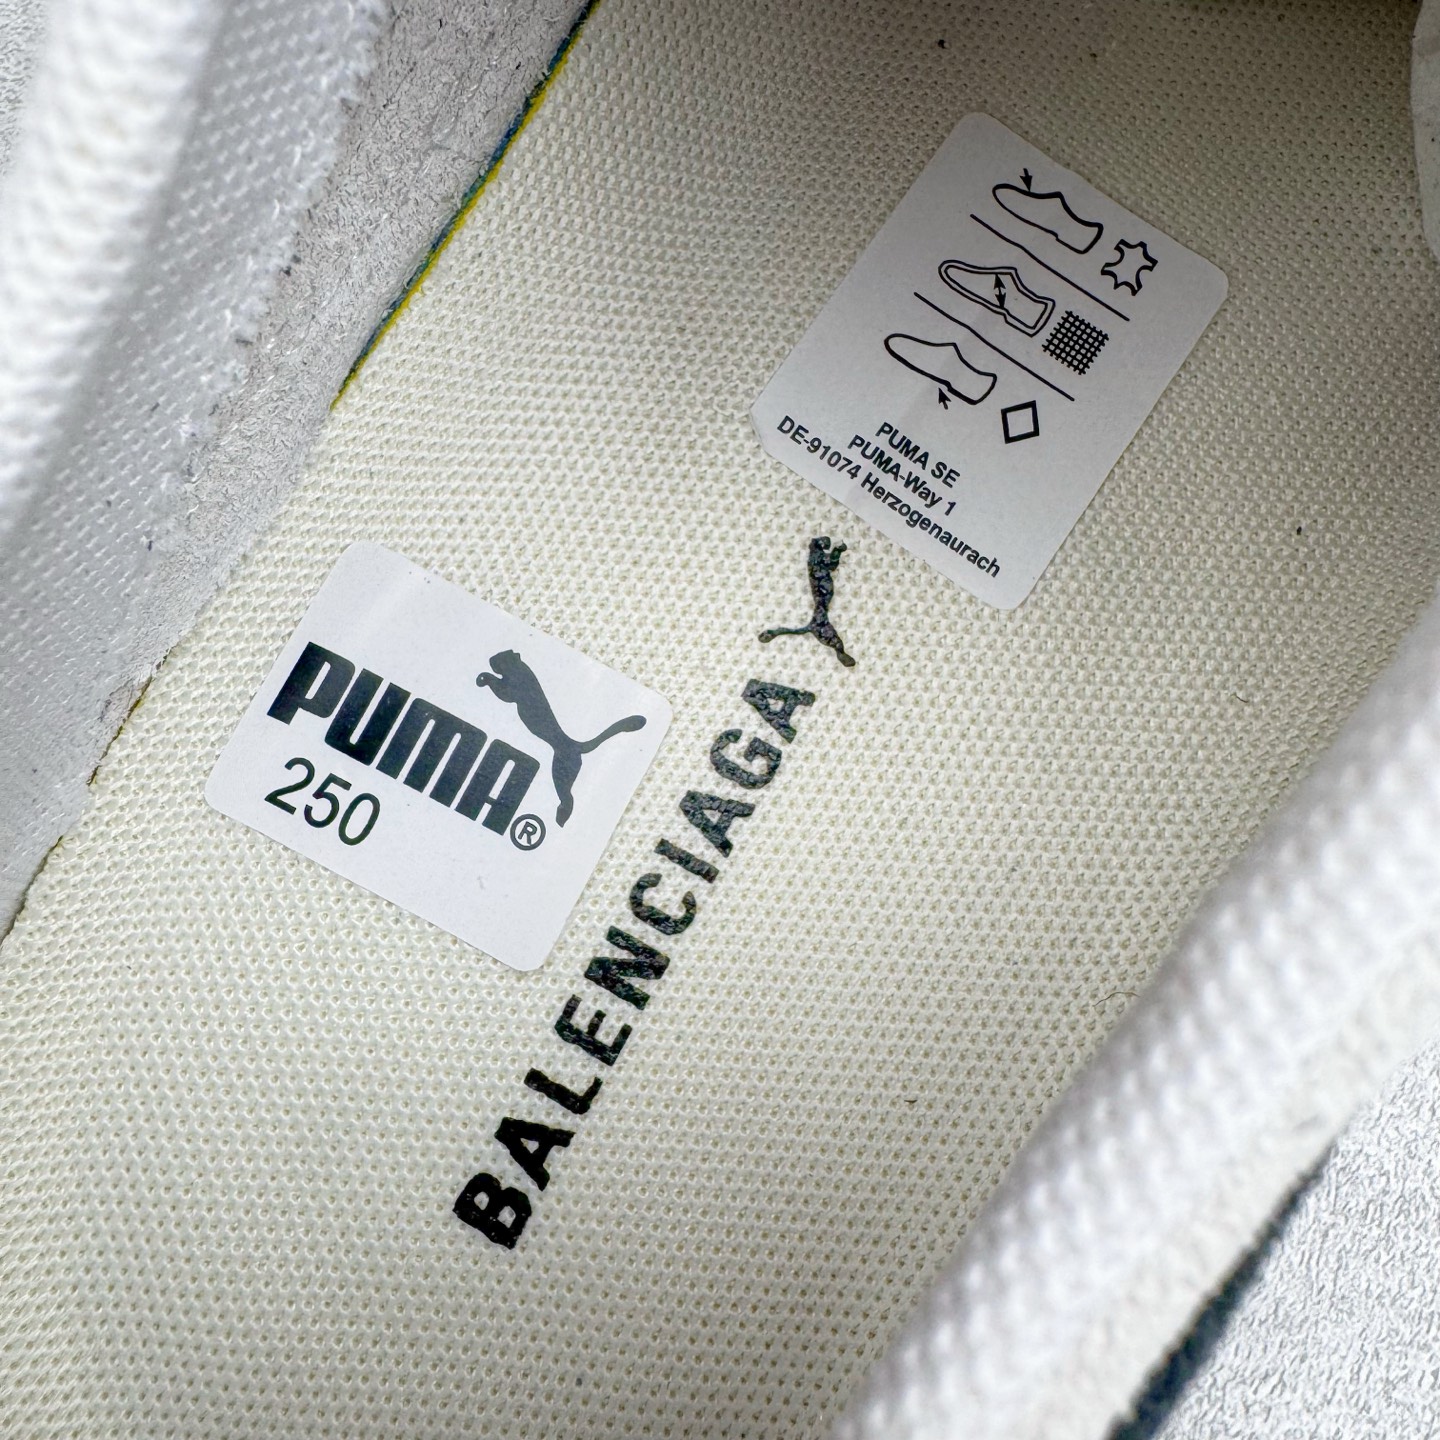 PUMA SE
PUMA-Way 1
DE-91074 Herzogenaurach
PUMA®
250
BALENCIAGA